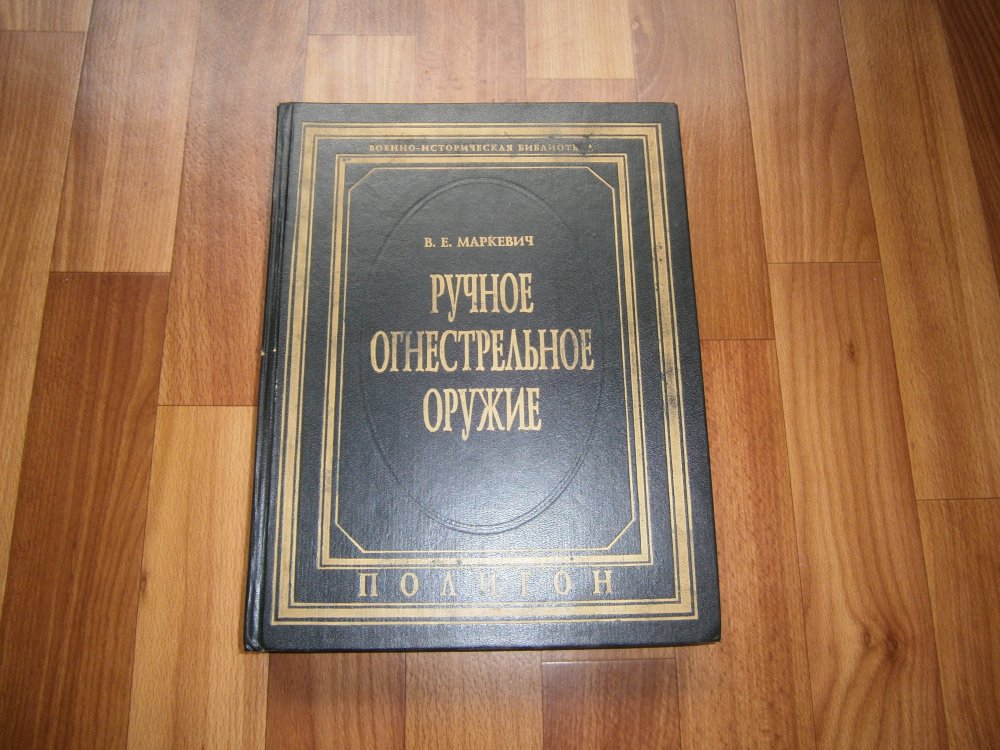 ВОЕННО-ИСТОРИЧЕСКАЯ БИБЛИОТЕКА
В. Е. МАРКЕВИЧ
РУЧНОЕ
ОГНЕСТРЕЛЬНОЕ
ОРУЖИЕ
ПОЛИГОН